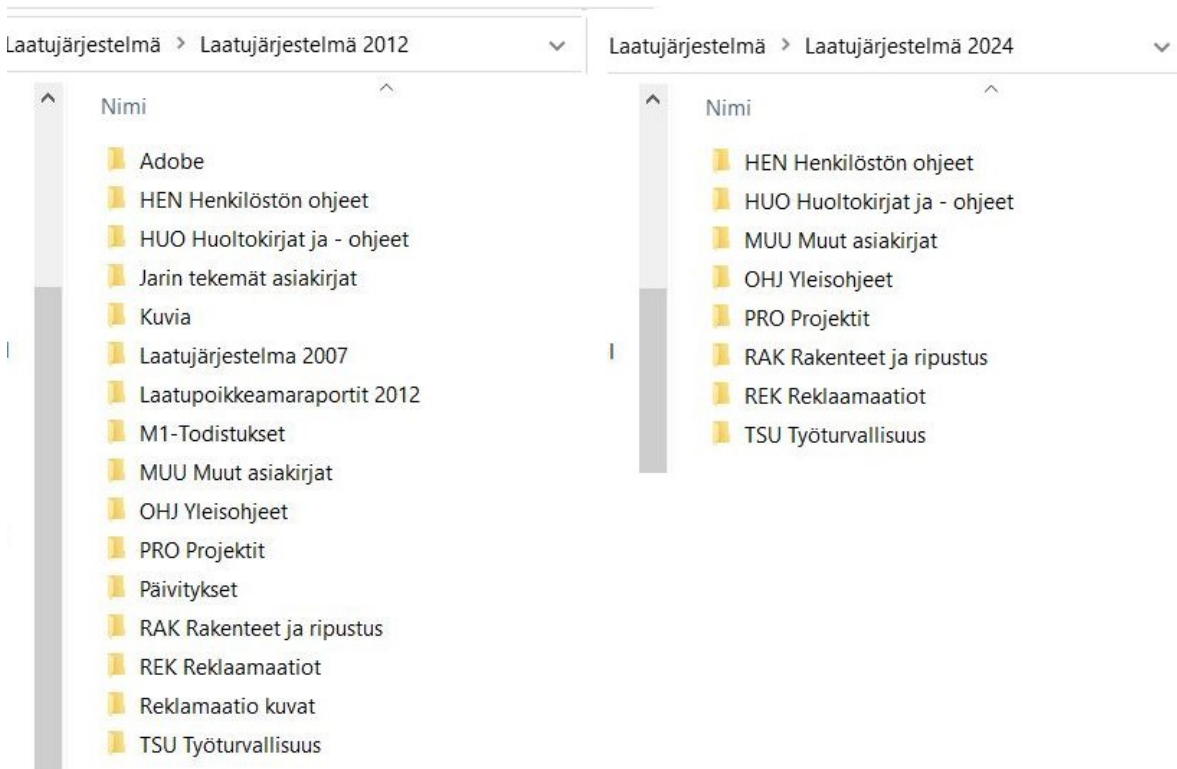 Laatujärjestelmä > Laatujärjestelmä 2012
Nimi
Adobe
HEN Henkilöstön ohjeet
HUO Huoltokirjat ja - ohjeet
Jarin tekemät asiakirjat
Kuvia
Laatujärjestelma 2007
Laatupoikkeamaraportit 2012
M1-Todistukset
MUU Muut asiakirjat
OHJ Yleisohjeet
PRO Projektit
Päivitykset
RAK Rakenteet ja ripustus
REK Reklaamaatiot
Reklamaatio kuvat
TSU Työturvallisuus
Laatujärjestelmä > Laatujärjestelmä 2024
Nimi
HEN Henkilöstön ohjeet
HUO Huoltokirjat ja - ohjeet
MUU Muut asiakirjat
OHJ Yleisohjeet
PRO Projektit
RAK Rakenteet ja ripustus
REK Reklaamaatiot
TSU Työturvallisuus